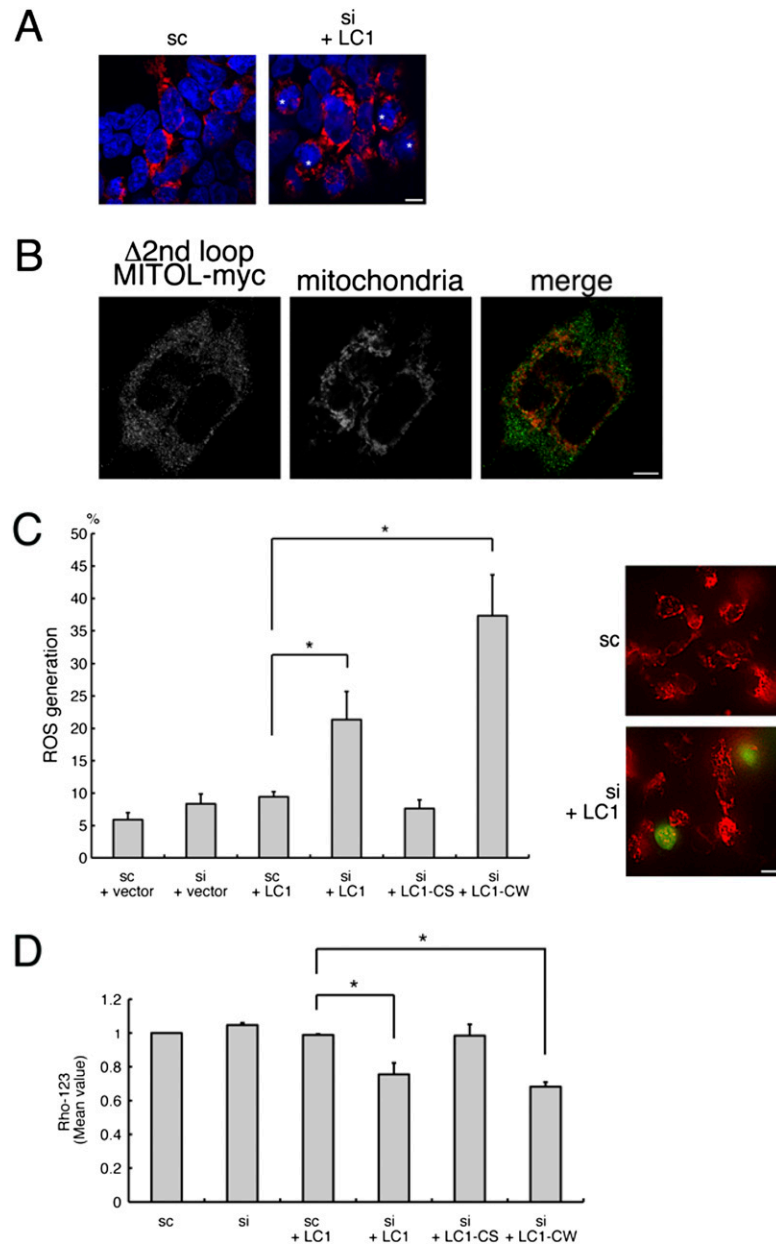 A
sc
si
+ LC1
* * * *
B
Δ2nd loop
MITOL-myc
mitochondria
merge
C
%
50
45
40
35
30
25
20
15
10
5
0
ROS generation
*
*
sc
+ vector
si
+ vector
sc
+ LC1
si
+ LC1
si
+ LC1-CS
si
+ LC1-CW
sc
si
+ LC1
D
1.2
1
0.8
0.6
0.4
0.2
0
Rho-123
(Mean value)
*
*
sc
si
sc
+ LC1
si
+ LC1
si
+ LC1-CS
si
+ LC1-CW